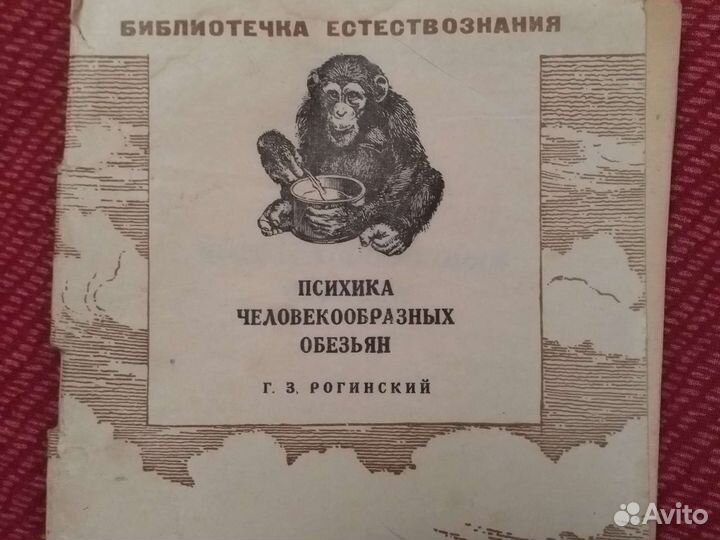 БИБЛИОТЕЧКА ЕСТЕСТВОЗНАНИЯ
ПСИХИКА
ЧЕЛОВЕКООБРАЗНЫХ
ОБЕЗЬЯН
Г. З. РОГИНСКИЙ
Avito